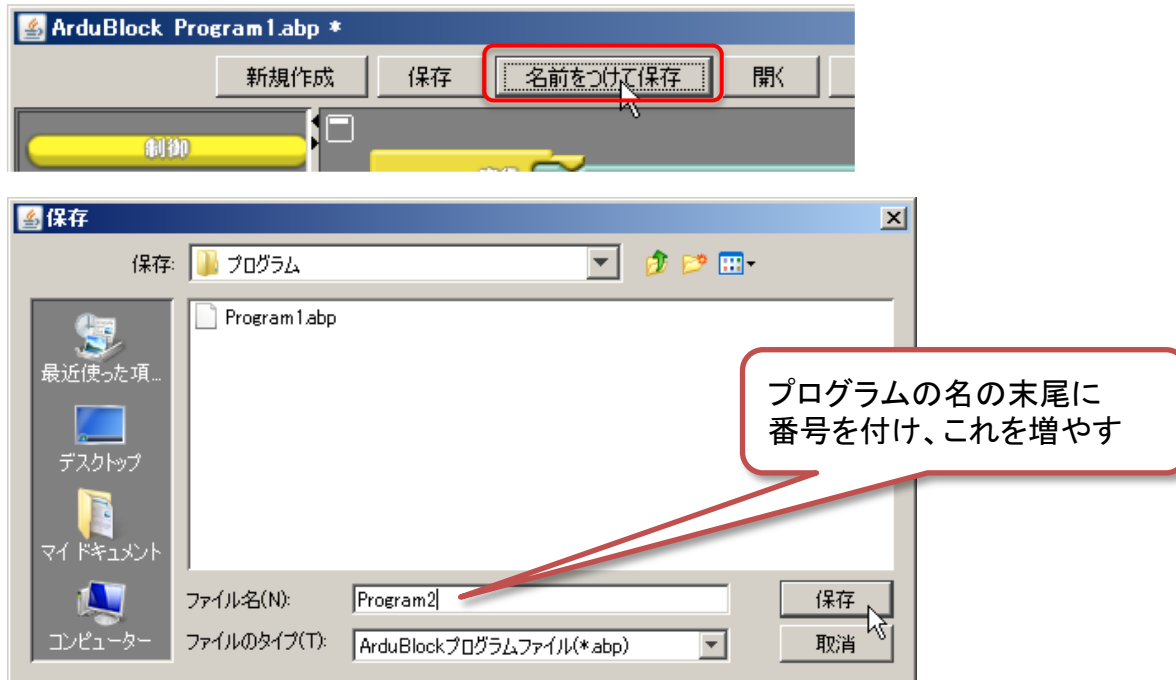 ArduBlock Program1.abp *
新規作成 保存 名前をつけて保存 開く
制御
保存
保存: プログラム
Program1.abp
最近使った項...
デスクトップ
マイ ドキュメント
コンピューター
プログラムの名の末尾に
番号を付け、これを増やす
ファイル名(N): Program2 保存
ファイルのタイプ(T): ArduBlockプログラムファイル(*.abp) 取消